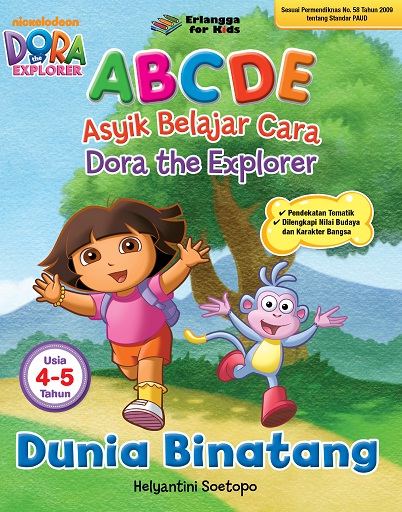 nickelodeon
DORA
the
EXPLORER
Erlangga
for Kids
Sesuai Permendiknas No. 58 Tahun 2009
tentang Standar PAUD
ABCDE
Asyik Belajar Cara
Dora the Explorer
✓ Pendekatan Tematik
✓ Dilengkapi Nilai Budaya
dan Karakter Bangsa
Usia
4-5
Tahun
Dunia Binatang
Helyantini Soetopo